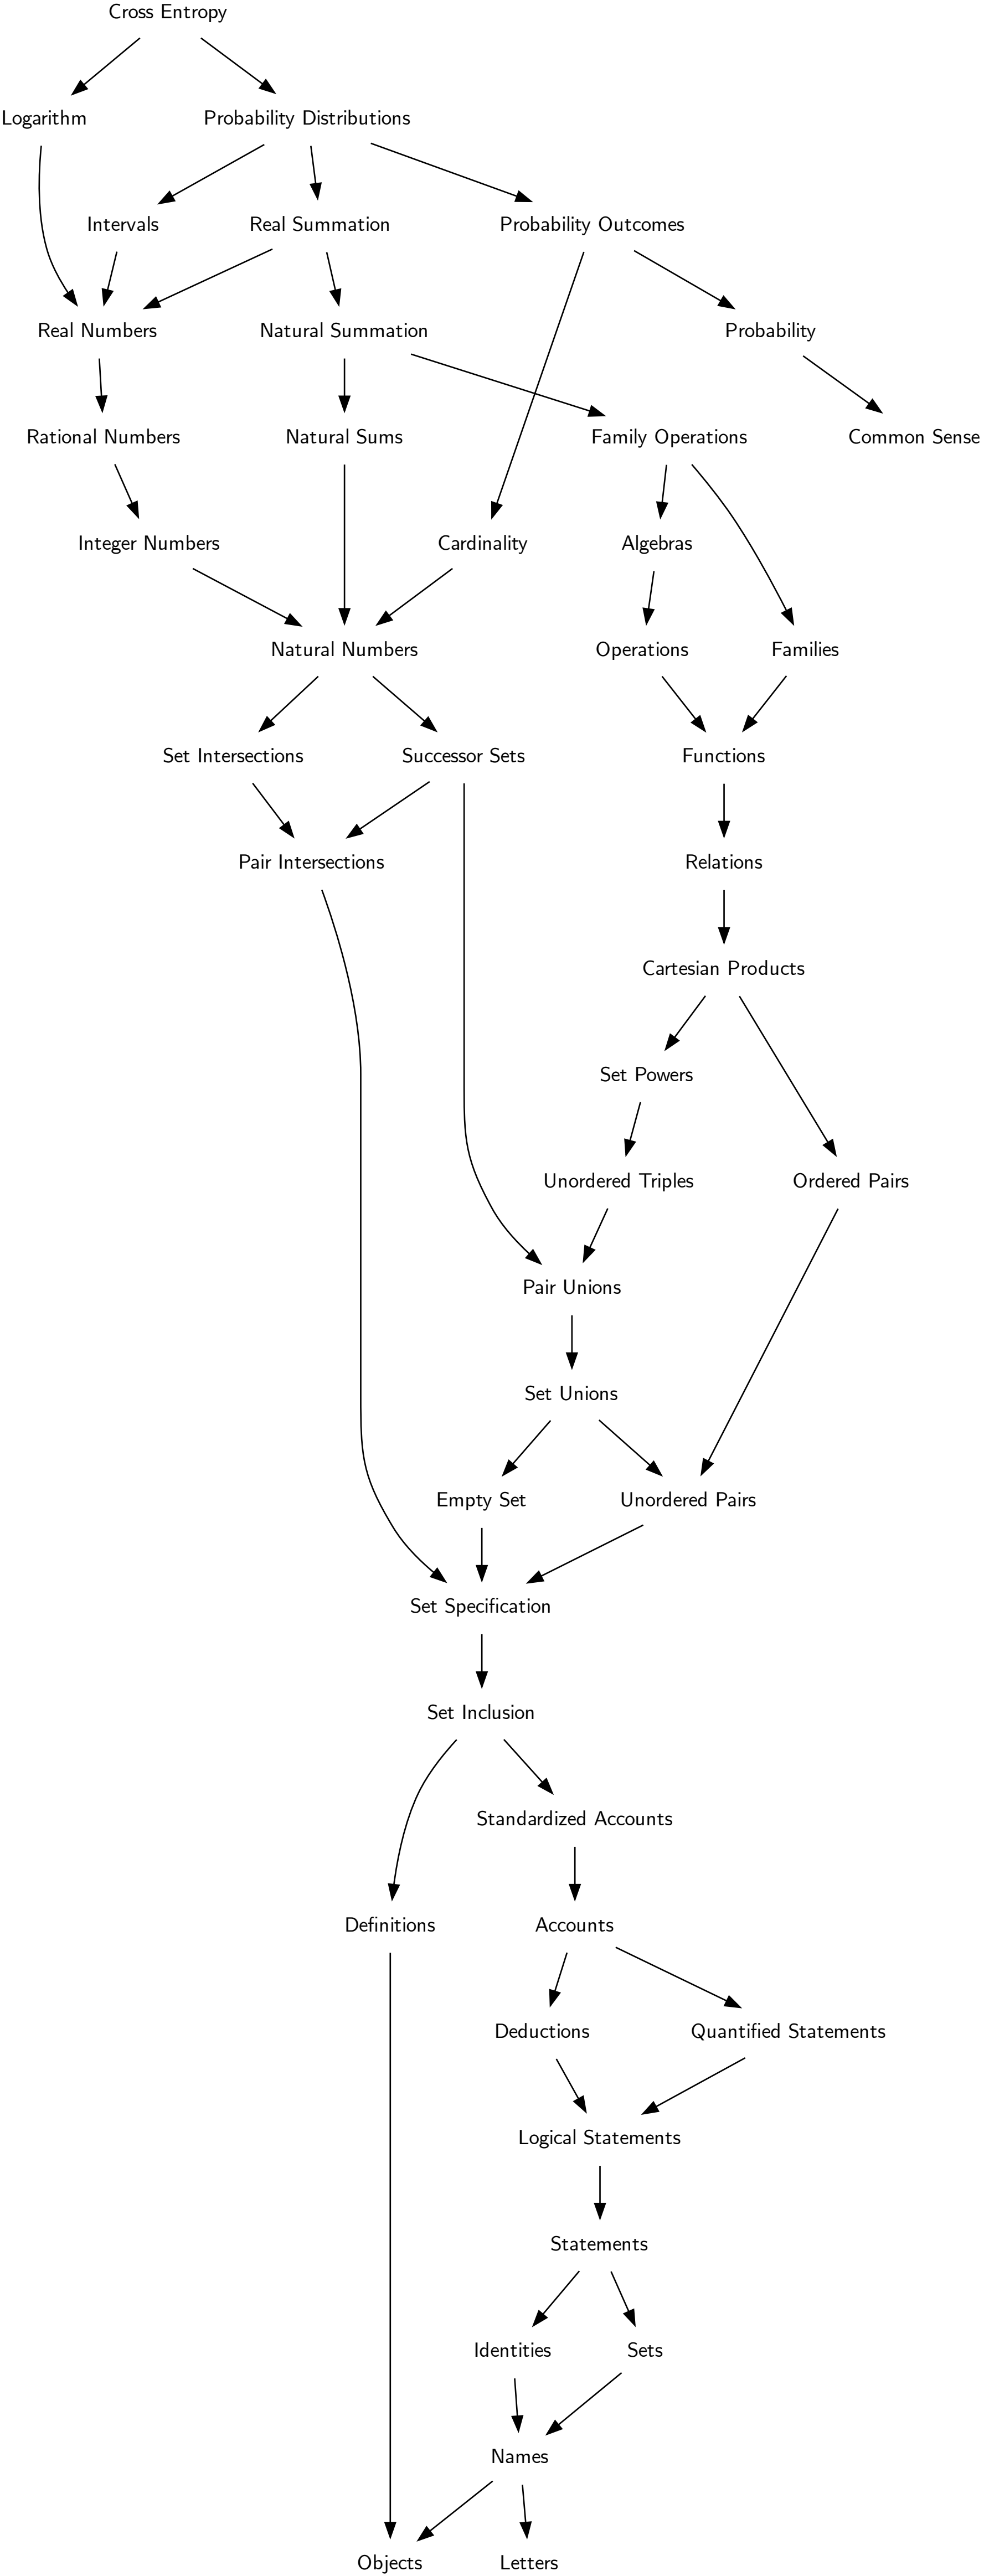 Cross Entropy
Logarithm
Probability Distributions
Intervals
Real Summation
Probability Outcomes
Real Numbers
Natural Summation
Probability
Rational Numbers
Natural Sums
Family Operations
Common Sense
Integer Numbers
Cardinality
Algebras
Natural Numbers
Operations
Families
Set Intersections
Successor Sets
Functions
Pair Intersections
Relations
Cartesian Products
Set Powers
Unordered Triples
Ordered Pairs
Pair Unions
Set Unions
Empty Set
Unordered Pairs
Set Specification
Set Inclusion
Standardized Accounts
Definitions
Accounts
Deductions
Quantified Statements
Logical Statements
Statements
Identities
Sets
Names
Objects
Letters